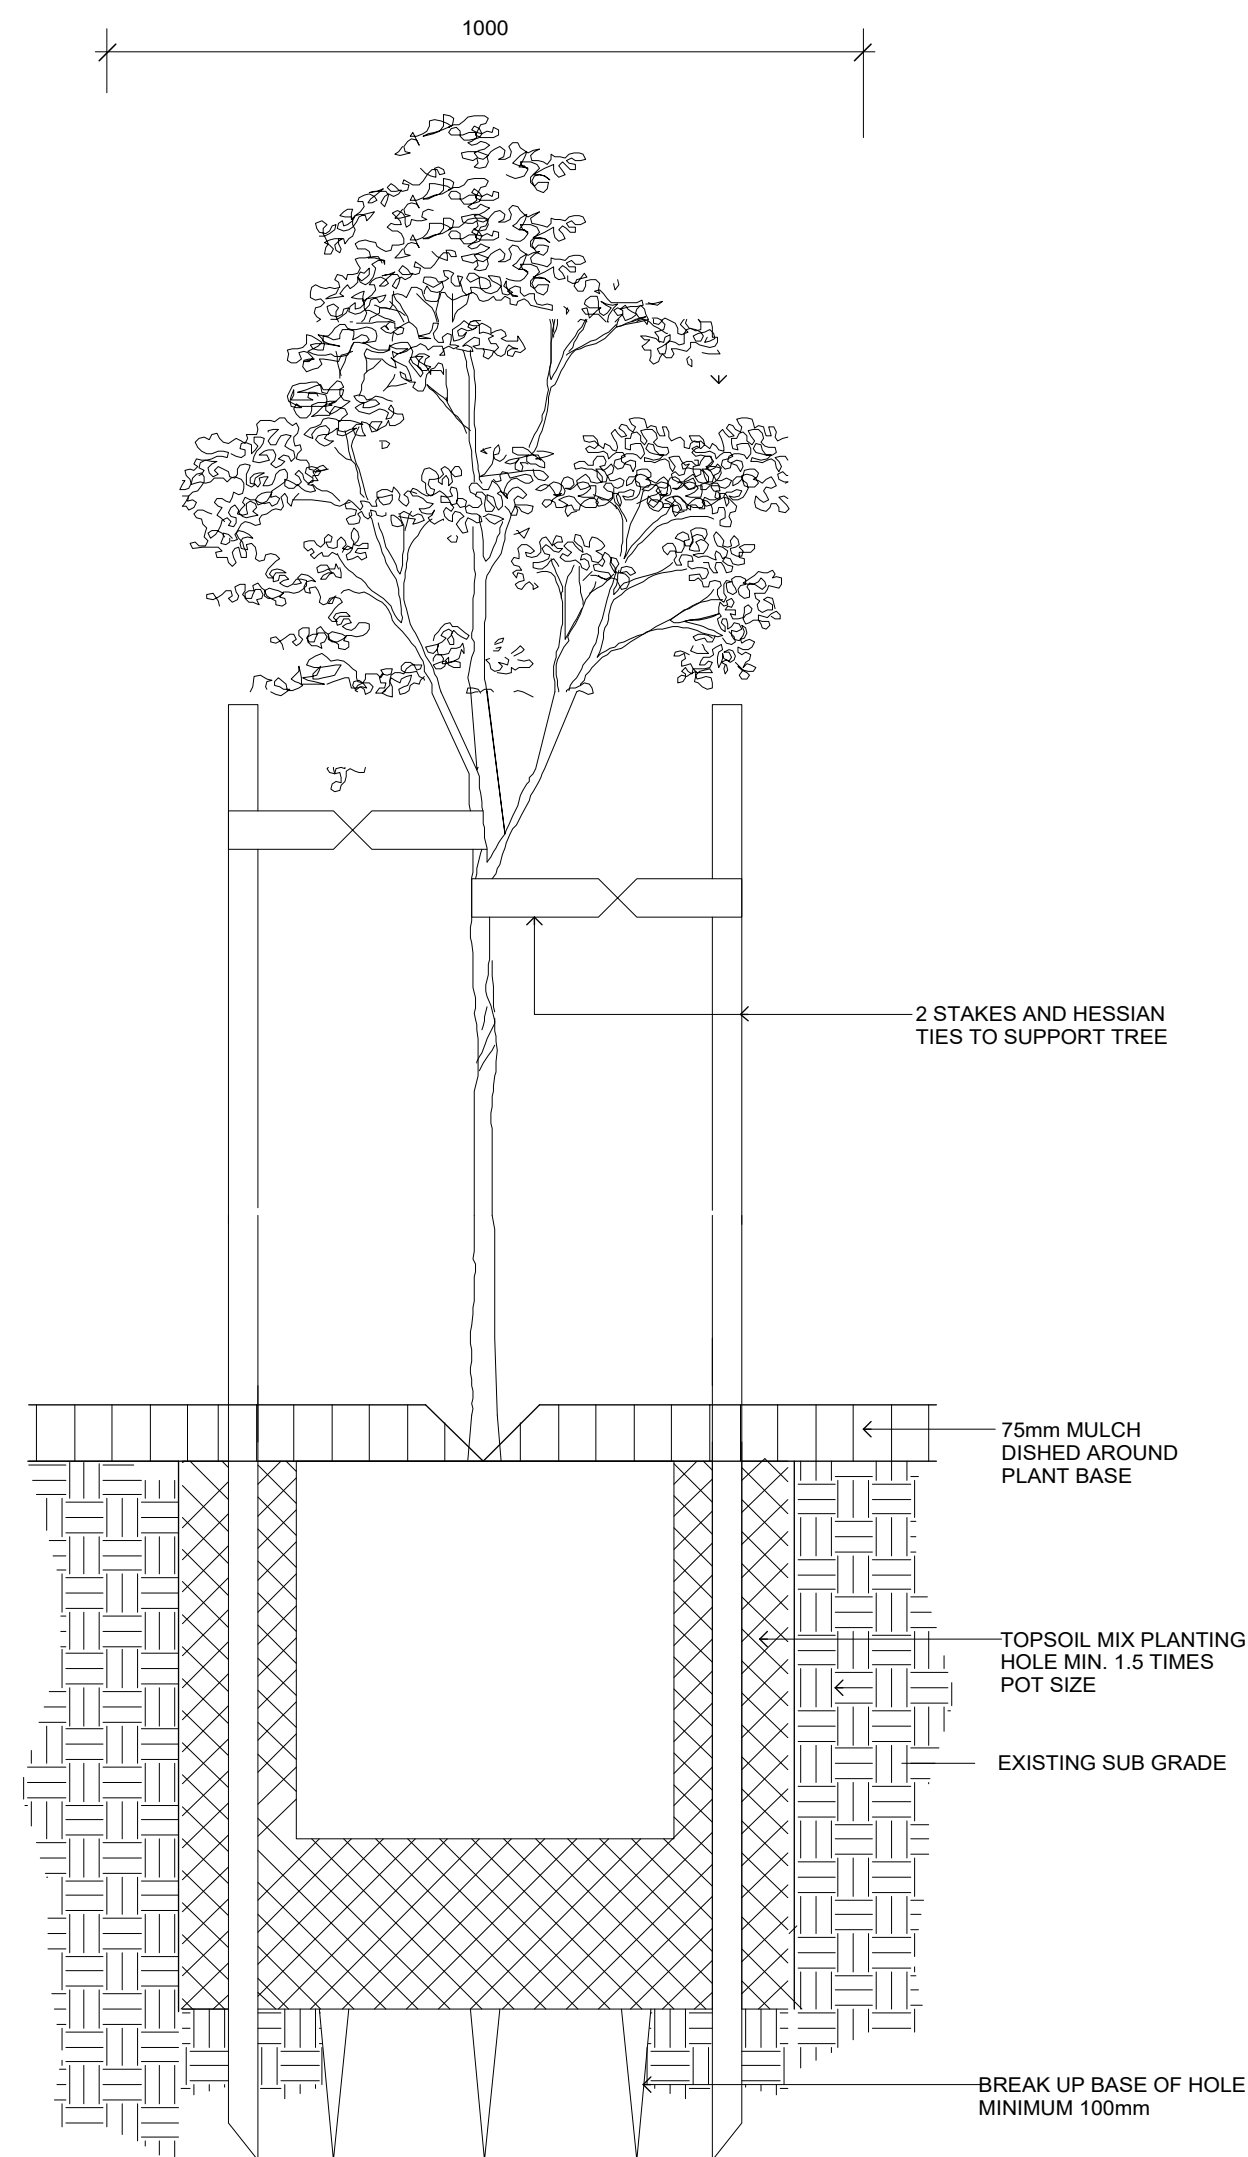 1000
2 STAKES AND HESSIAN
TIES TO SUPPORT TREE
75mm MULCH
DISHED AROUND
PLANT BASE
TOPSOIL MIX PLANTING
HOLE MIN. 1.5 TIMES
POT SIZE
EXISTING SUB GRADE
BREAK UP BASE OF HOLE
MINIMUM 100mm